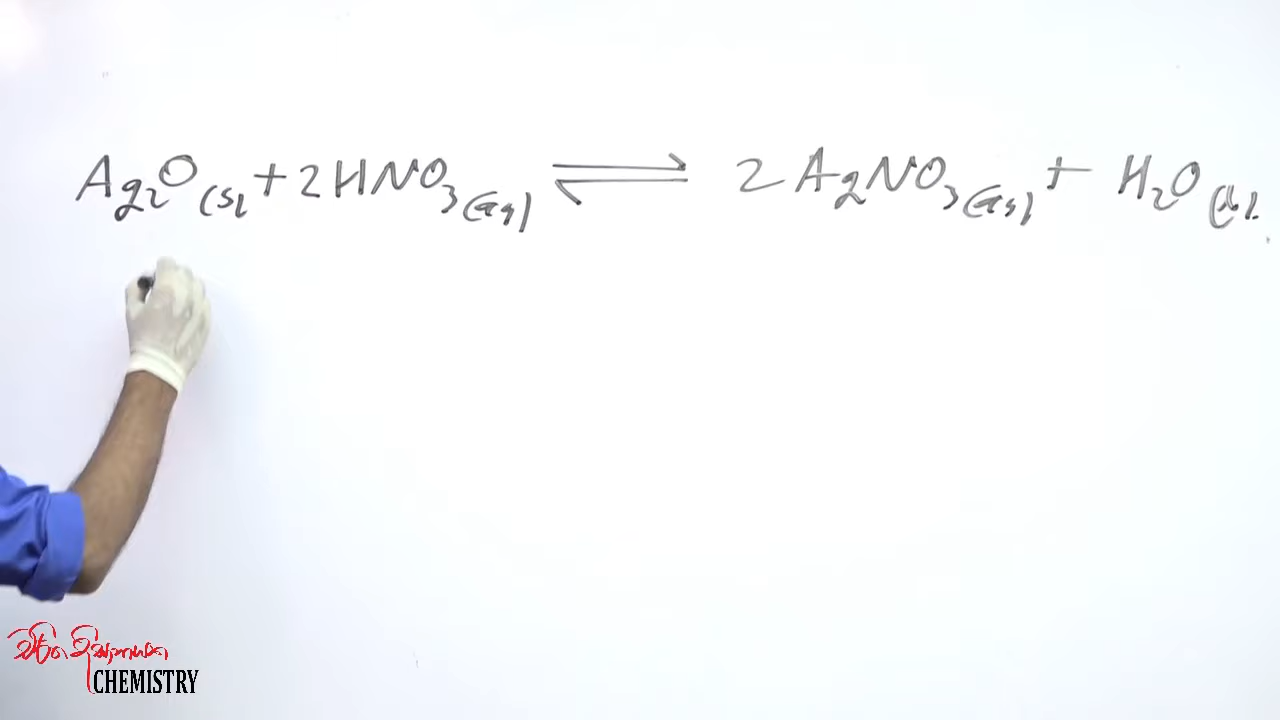 Ag₂O(s) + 2HNO₃(aq) ⇌ 2AgNO₃(aq) + H₂O
CHEMISTRY